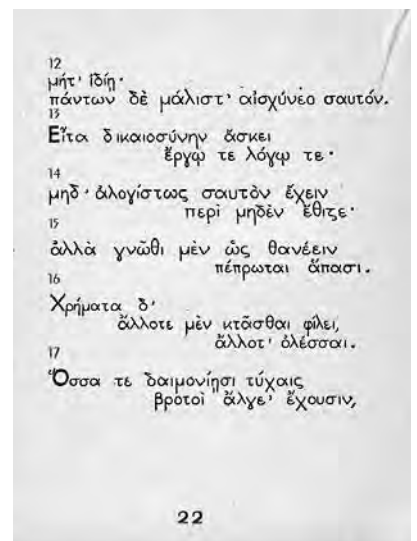 12
μήτ' ἰδίῃ·
πάντων δὲ μάλιστ' αἰσχύνεο σαυτόν.
13
Εἶτα δικαιοσύνην ἄσκει
ἔργῳ τε λόγῳ τε·
14
μηδ' ἀλογίστως σαυτὸν ἔχειν
περὶ μηδὲν ἔθιζε·
15
ἀλλὰ γνῶθι μὲν ὡς θανέειν
πέπρωται ἅπασι.
16
Χρήματα δ'
ἄλλοτε μὲν κτᾶσθαι φίλει,
ἄλλοτ' ὀλέσσαι.
17
Ὅσσα τε δαιμονίῃσι τύχαις
βροτοὶ ἄλγε' ἔχουσιν,
22